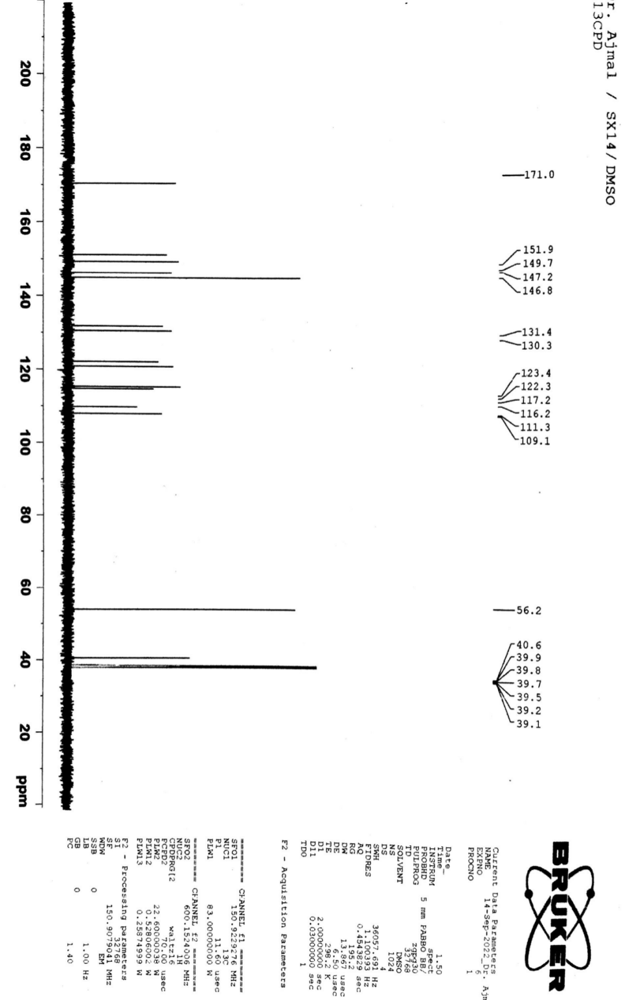 r. Ajmal / SX14/DMSO
13CPD
171.0
151.9
149.7
147.2
146.8
131.4
130.3
123.4
122.3
117.2
116.2
111.3
109.1
56.2
40.6
39.9
39.8
39.7
39.5
39.2
39.1
200 180 160 140 120 100 80 60 40 20 ppm
BRUKER
Current Data Parameters
NAME 14-Sep-2022_Dr. Ajm
EXPNO 6
PROCNO 1
Date_
Time_ 1.50
INSTRUM spect
PROBHD 5 mm PABBO BB/
PULPROG zgpg30
TD 32768
SOLVENT DMSO
NS 1024
DS 4
SWH 36057.691 Hz
FIDRES 1.100393 Hz
AQ 0.4543829 sec
RG 195.2
DW 13.867 usec
DE 6.50 usec
TE 298.2 K
D1 2.00000000 sec
D11 0.03000000 sec
TD0 1
F2 - Acquisition Parameters
======== CHANNEL f1 ========
SFO1 150.9229276 MHz
NUC1 13C
P1 11.60 usec
PLW1 83.00000000 W
======== CHANNEL f2 ========
SFO2 600.1524006 MHz
NUC2 1H
CPDPRG[2 waltz16
PCPD2 70.00 usec
PLW2 22.60000038 W
PLW12 0.52806002 W
PLW13 0.25874999 W
F2 - Processing parameters
SI 32768
SF 150.9079041 MHz
WDW EM
SSB 0
LB 1.00 Hz
GB 0
PC 1.40